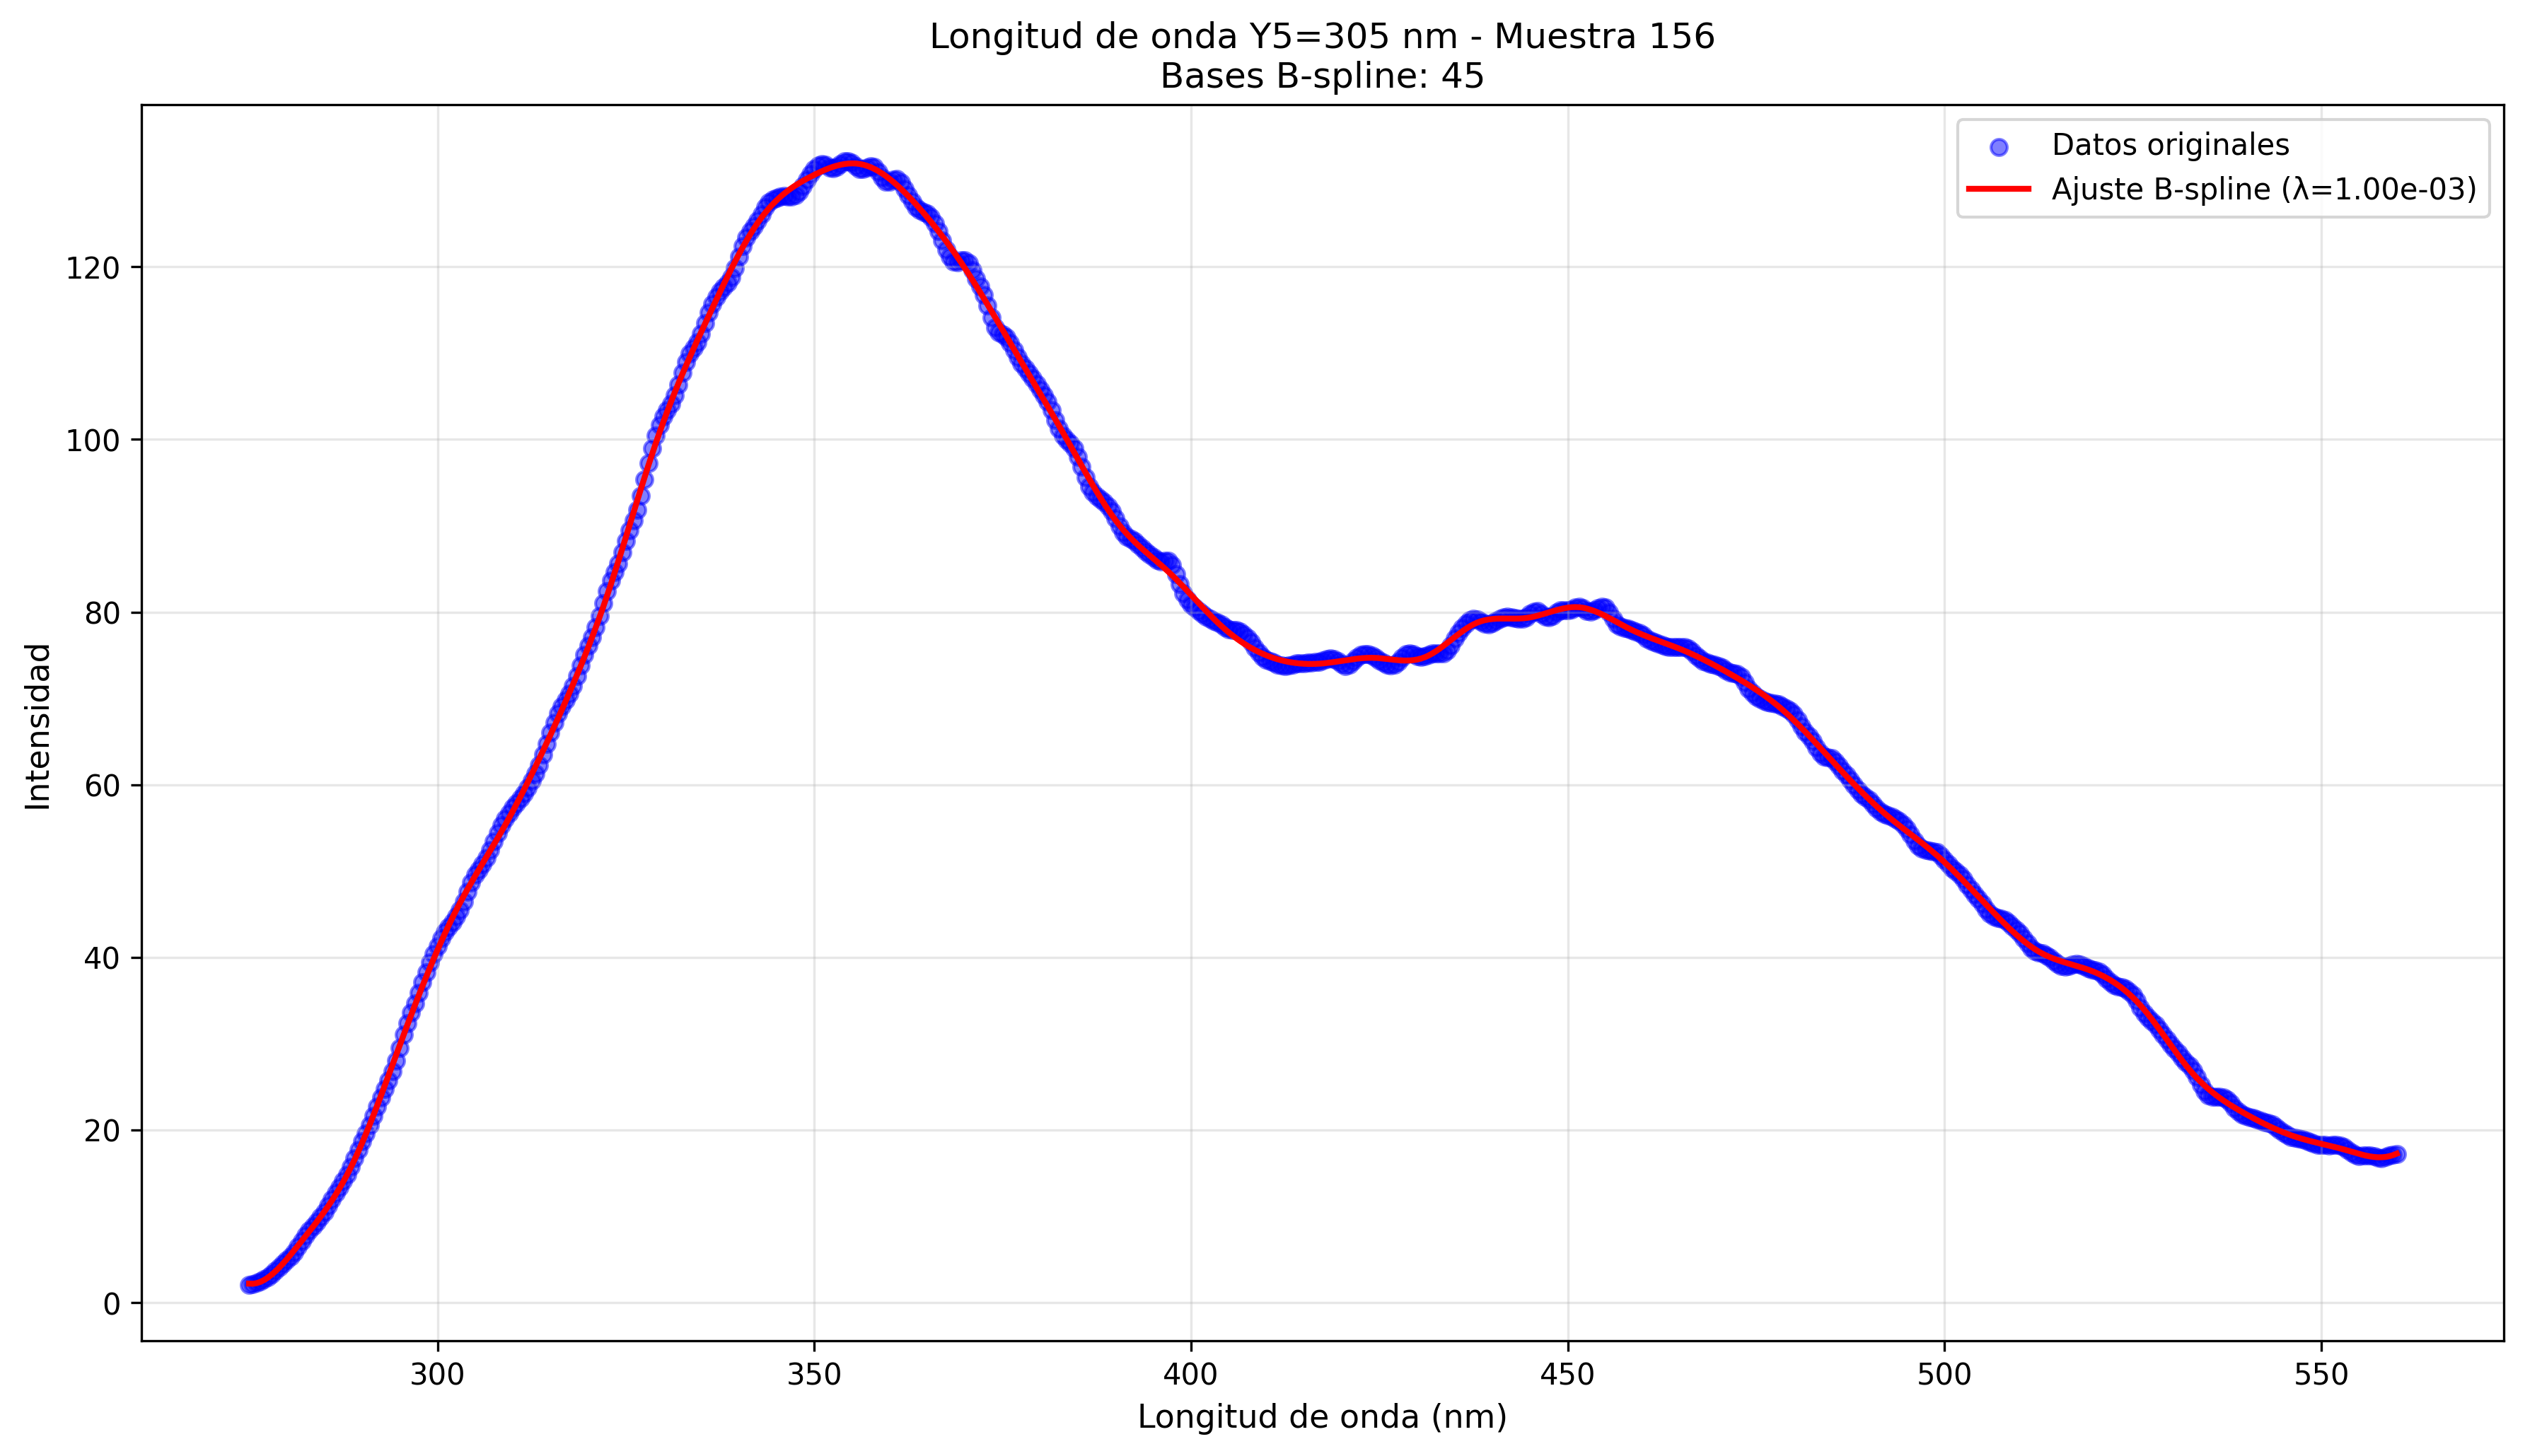 Longitud de onda Y5=305 nm - Muestra 156
Bases B-spline: 45
Datos originales
Ajuste B-spline (λ=1.00e-03)
Intensidad
120
100
80
60
40
20
0
300 350 400 450 500 550
Longitud de onda (nm)